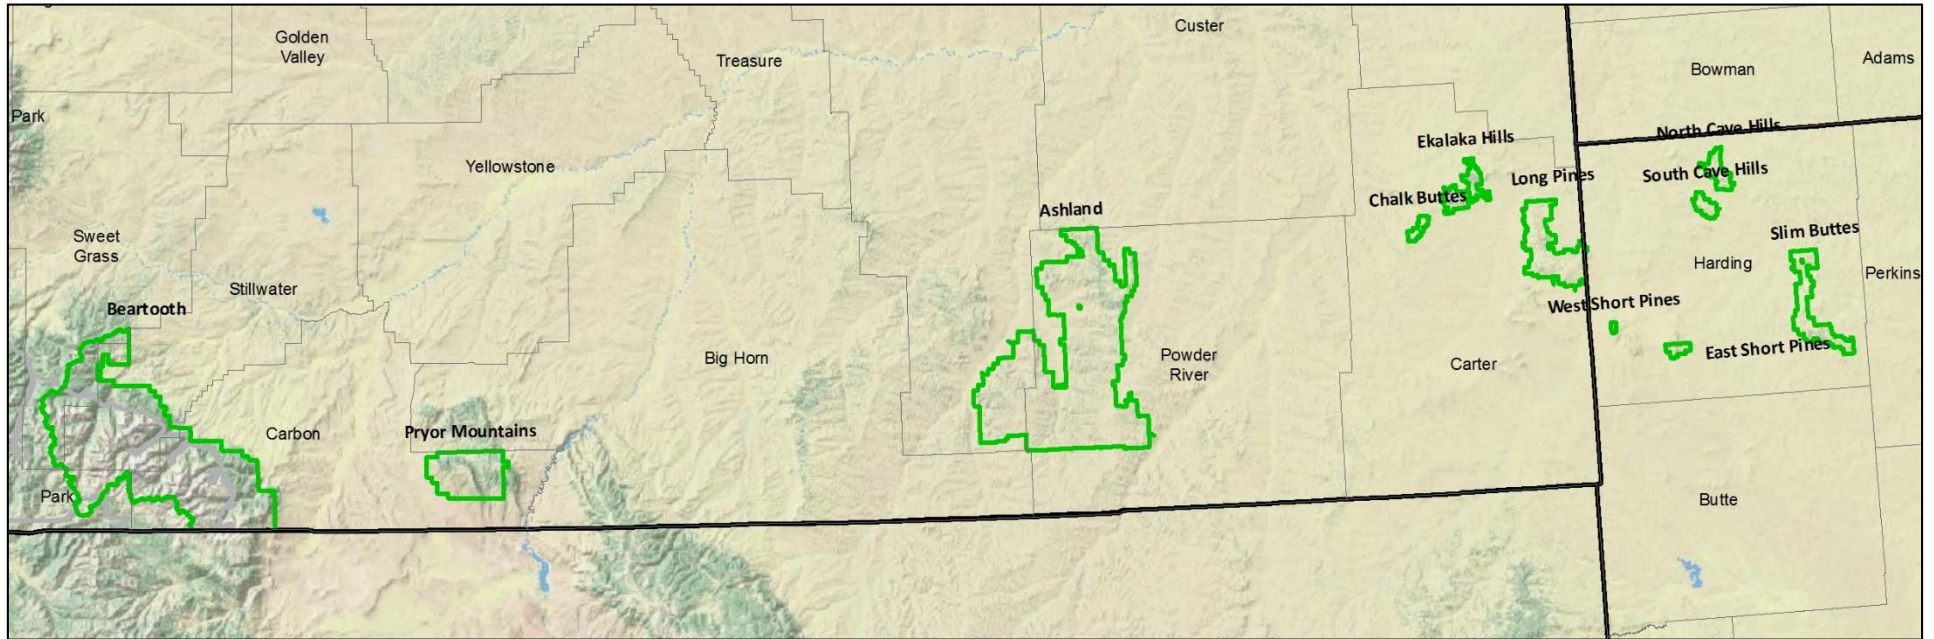 Golden
Valley
Treasure
Custer
Bowman
Adams
Park
Yellowstone
North Cave Hills
Ekalaka Hills
South Cave Hills
Long Pines
Chalk Buttes
Ashland
Slim Buttes
Sweet
Grass
Harding
Perkins
Stillwater
Beartooth
West Short Pines
East Short Pines
Big Horn
Powder
River
Carter
Carbon
Pryor Mountains
Park
Butte